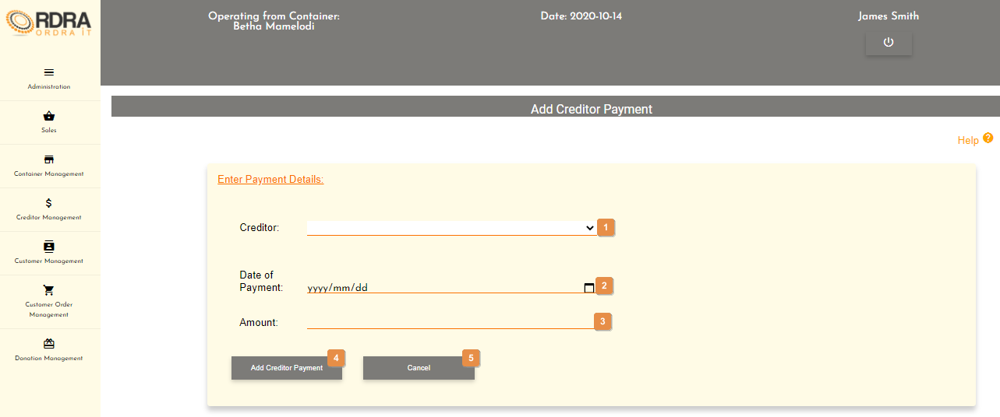 RDRA
ORDRA IT
Operating from Container:
Betha Mamelodi
Date: 2020-10-14
James Smith
Administration
Sales
Container Management
Creditor Management
Customer Management
Customer Order
Management
Donation Management
Add Creditor Payment
Help ?
Enter Payment Details:
Creditor: 1
Date of
Payment: yyyy/mm/dd 2
Amount: 3
Add Creditor Payment 4 Cancel 5